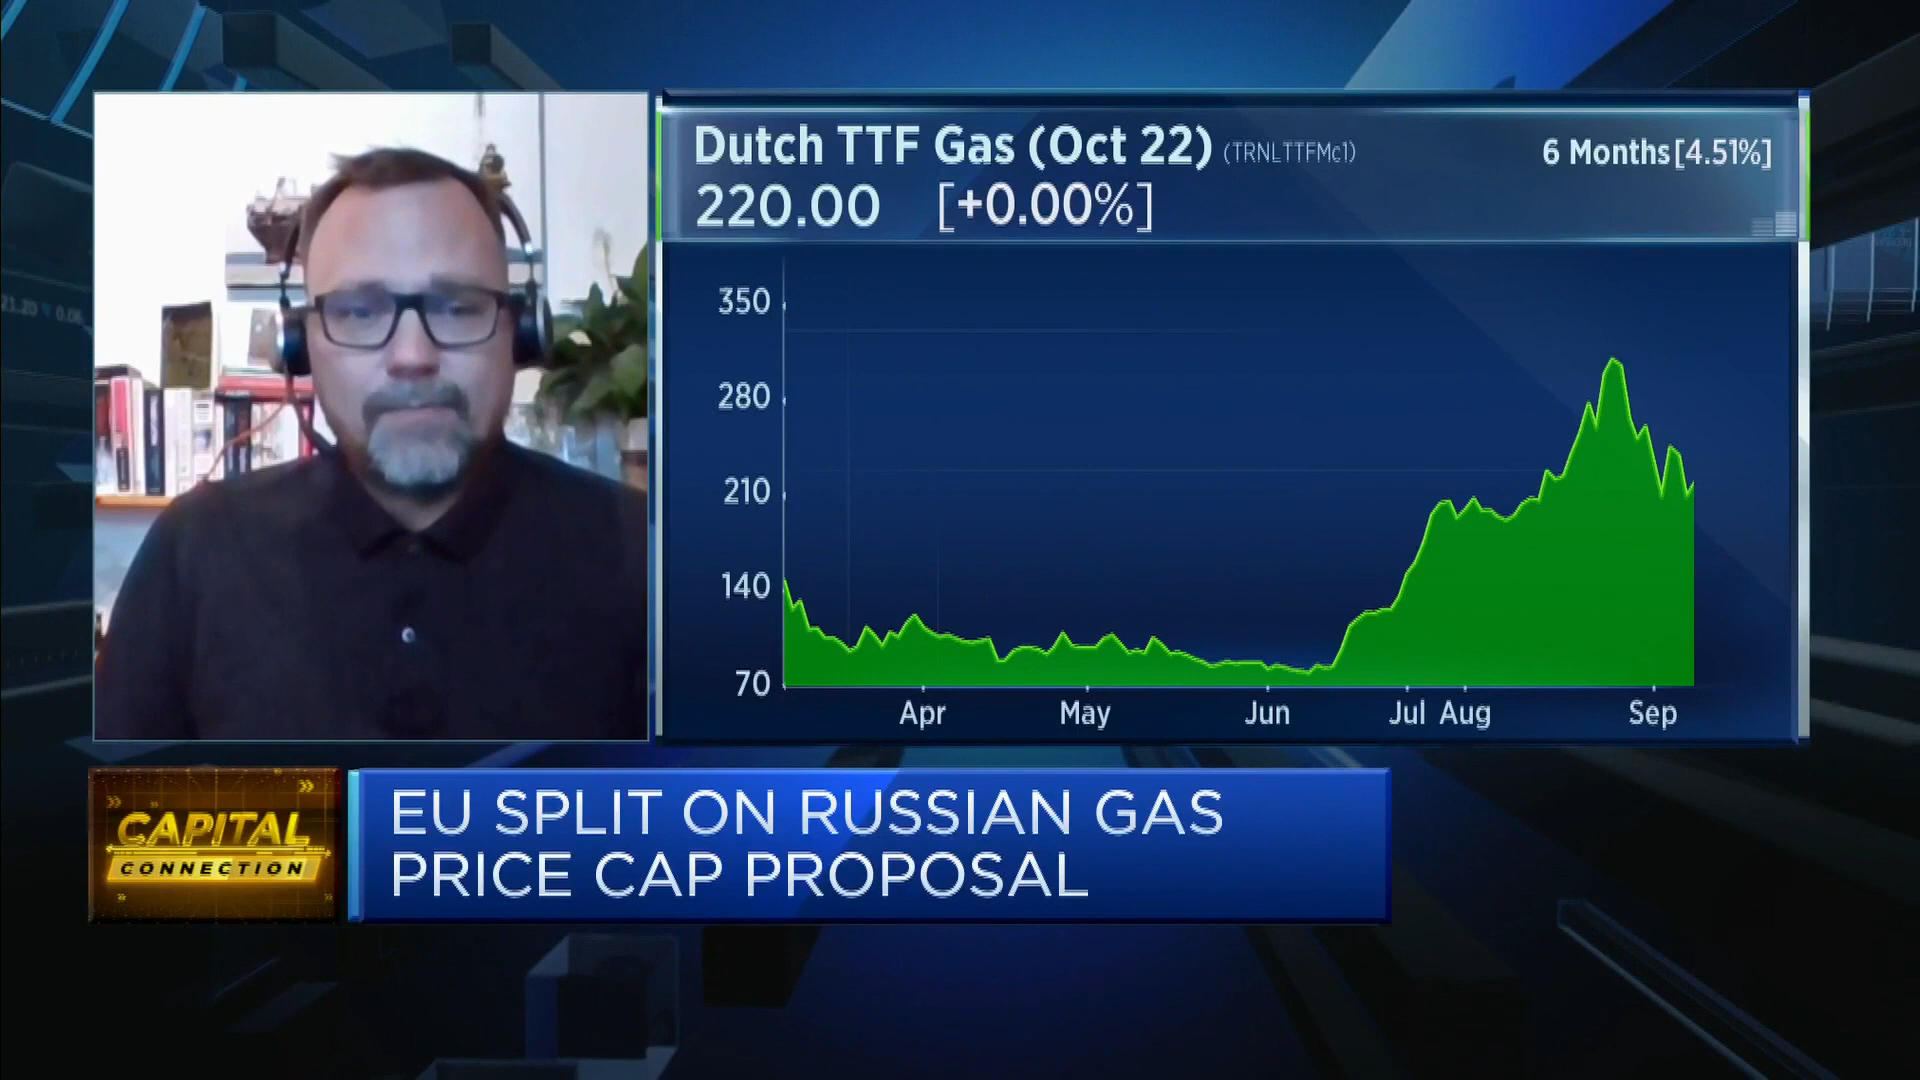 Dutch TTF Gas (Oct 22) (TRNLTTFMc1)
6 Months[4.51%]
220.00 [+0.00%]
350
280
210
140
70
Apr May Jun Jul Aug Sep
CAPITAL
CONNECTION
EU SPLIT ON RUSSIAN GAS
PRICE CAP PROPOSAL